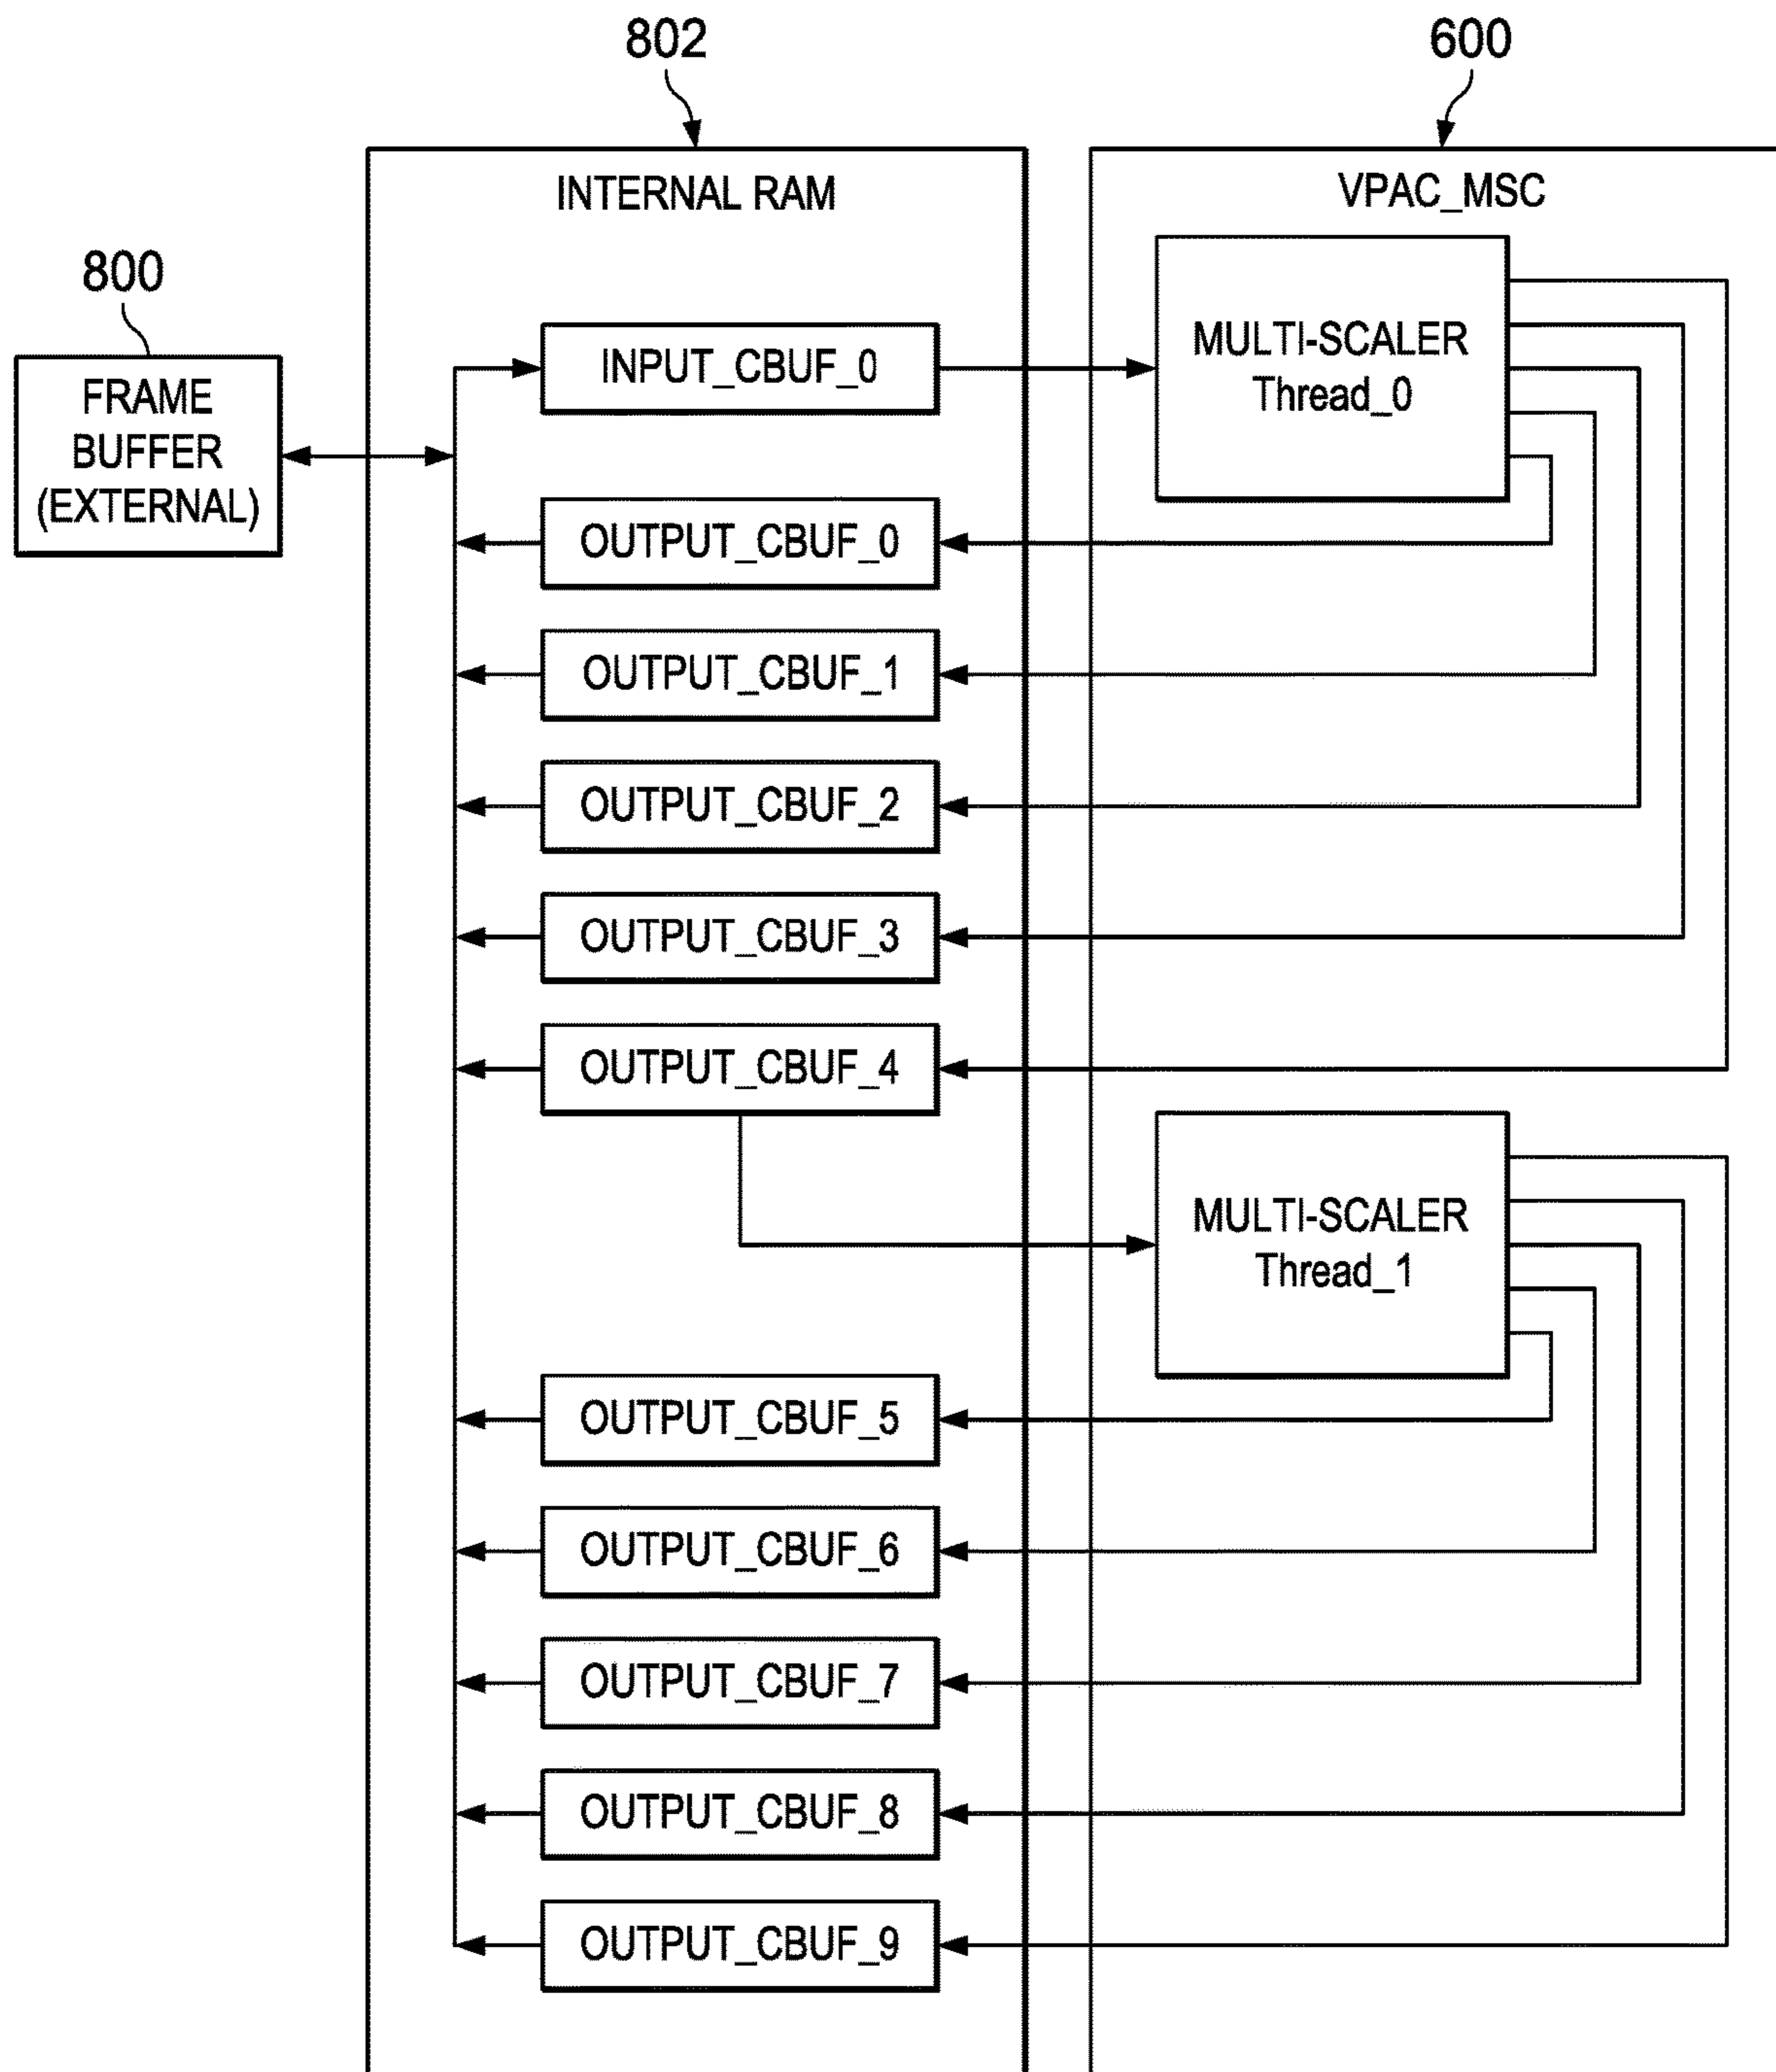 802
600
INTERNAL RAM
VPAC_MSC
800
FRAME
BUFFER
(EXTERNAL)
INPUT_CBUF_0
MULTI-SCALER
Thread_0
OUTPUT_CBUF_0
OUTPUT_CBUF_1
OUTPUT_CBUF_2
OUTPUT_CBUF_3
OUTPUT_CBUF_4
MULTI-SCALER
Thread_1
OUTPUT_CBUF_5
OUTPUT_CBUF_6
OUTPUT_CBUF_7
OUTPUT_CBUF_8
OUTPUT_CBUF_9